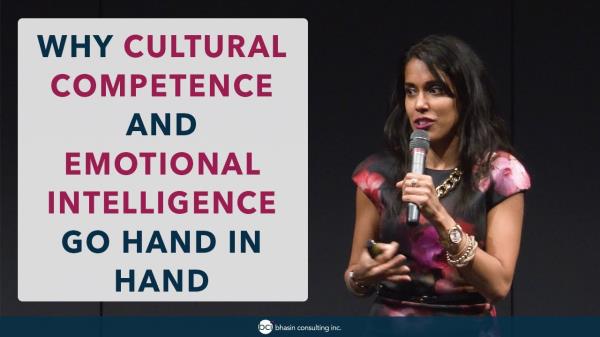 WHY CULTURAL
COMPETENCE
AND
EMOTIONAL
INTELLIGENCE
GO HAND IN
HAND
bhasin consulting inc.